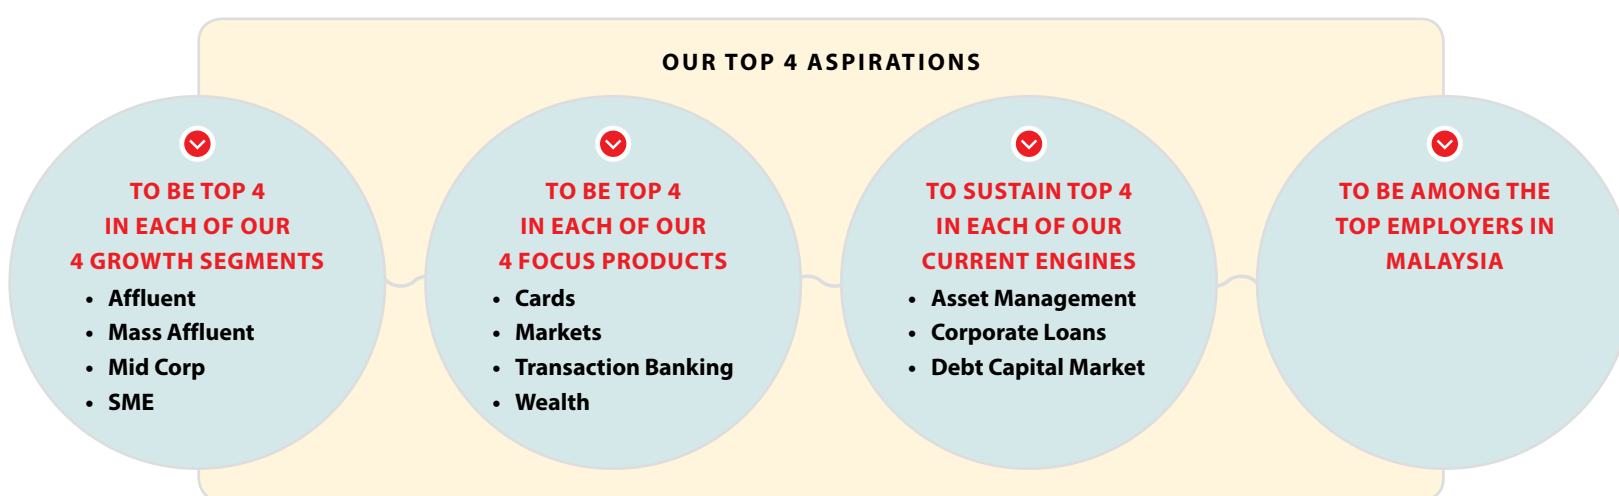 OUR TOP 4 ASPIRATIONS
TO BE TOP 4
IN EACH OF OUR
4 GROWTH SEGMENTS
• Affluent
• Mass Affluent
• Mid Corp
• SME
TO BE TOP 4
IN EACH OF OUR
4 FOCUS PRODUCTS
• Cards
• Markets
• Transaction Banking
• Wealth
TO SUSTAIN TOP 4
IN EACH OF OUR
CURRENT ENGINES
• Asset Management
• Corporate Loans
• Debt Capital Market
TO BE AMONG THE
TOP EMPLOYERS IN
MALAYSIA